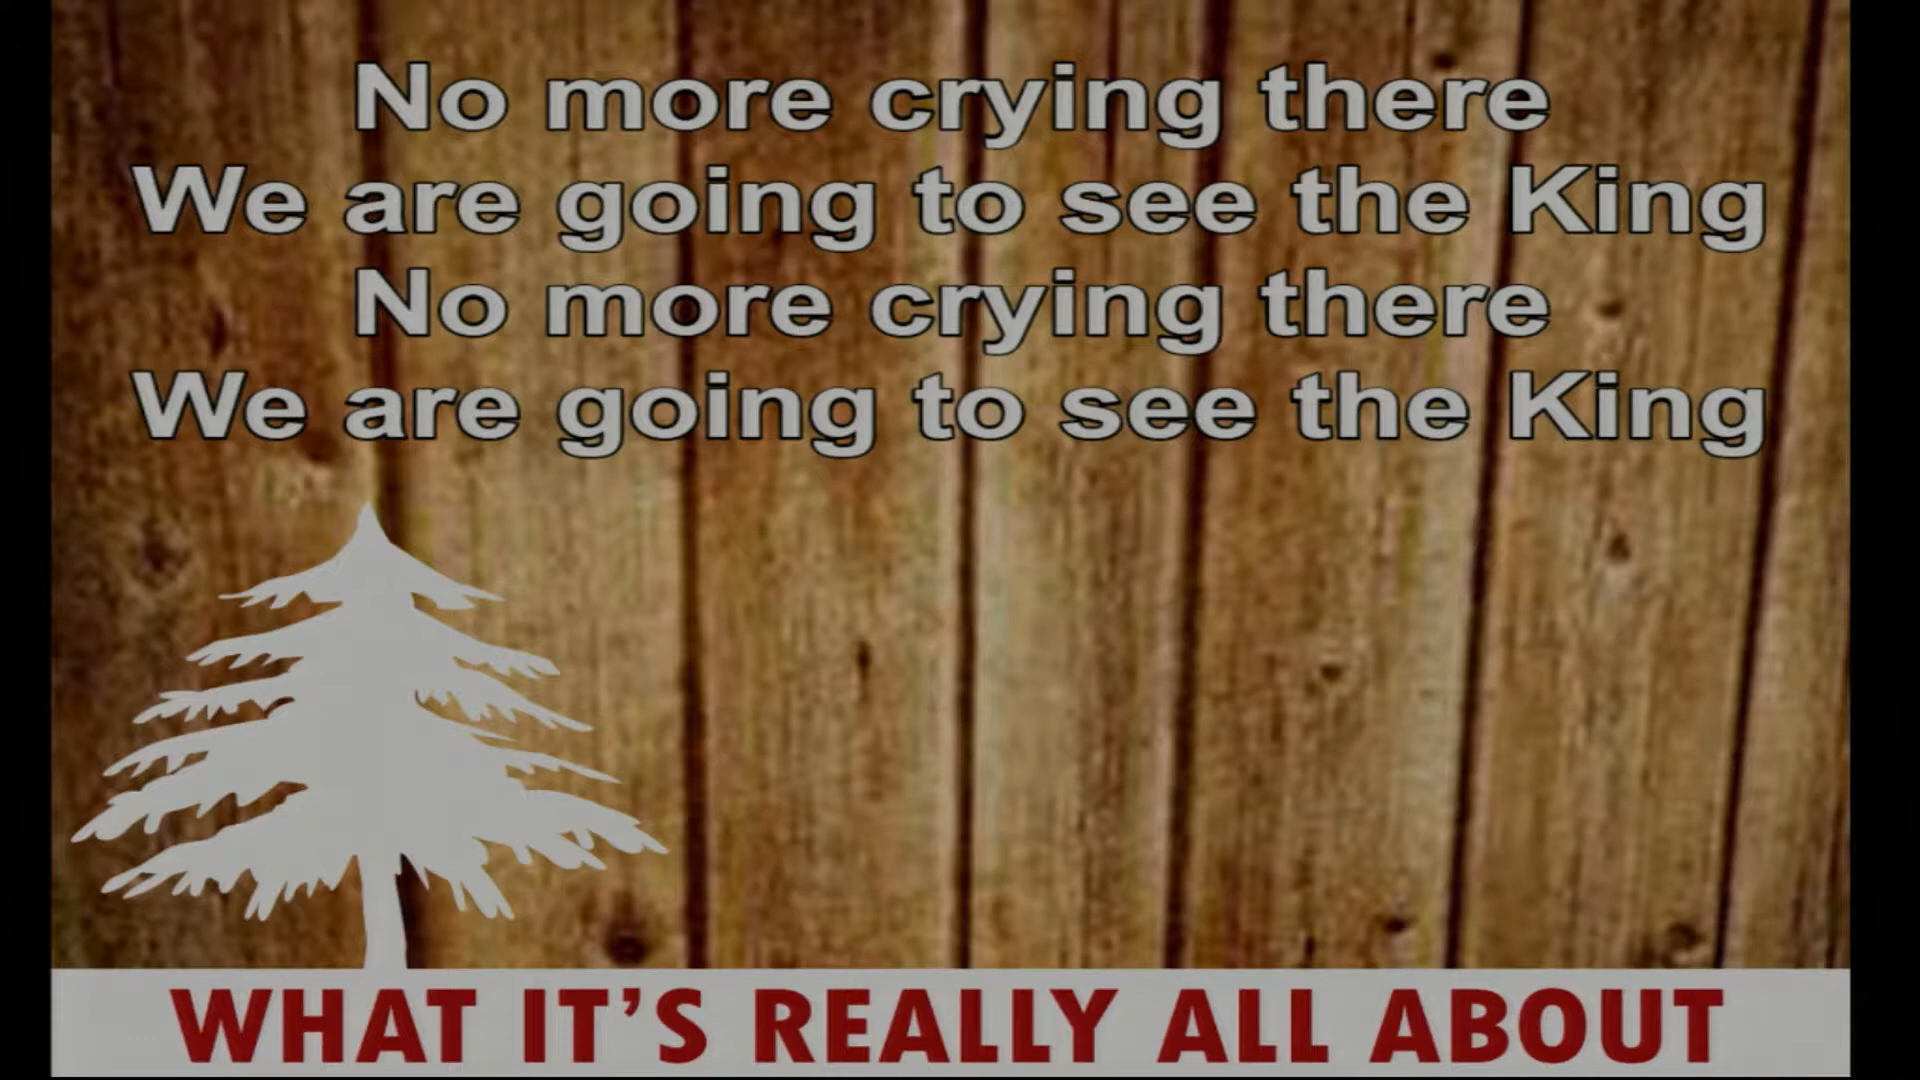 No more crying there
We are going to see the King
No more crying there
We are going to see the King
WHAT IT'S REALLY ALL ABOUT